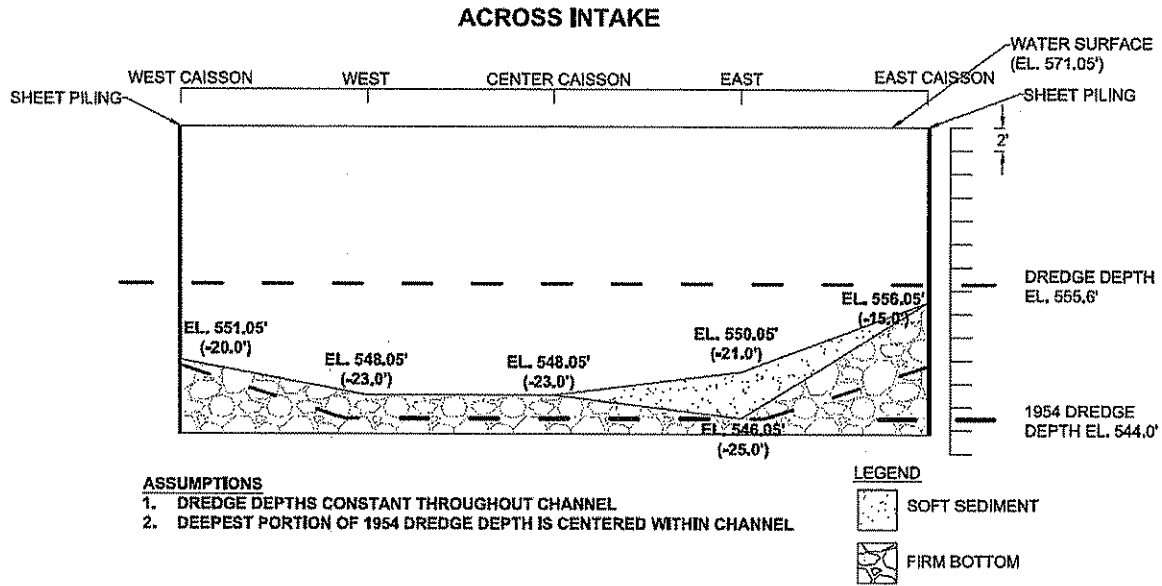 ACROSS INTAKE
WATER SURFACE
(EL. 571.05')
WEST CAISSON
WEST
CENTER CAISSON
EAST
EAST CAISSON
SHEET PILING
SHEET PILING
2'
DREDGE DEPTH
EL. 555.6'
EL. 556.05'
(-15.0')
EL. 551.05'
(-20.0')
EL. 550.05'
(-21.0')
EL. 548.05'
(-23.0')
EL. 548.05'
(-23.0')
1954 DREDGE
DEPTH EL. 544.0'
EL. 546.05'
(-25.0')
ASSUMPTIONS
1. DREDGE DEPTHS CONSTANT THROUGHOUT CHANNEL
2. DEEPEST PORTION OF 1954 DREDGE DEPTH IS CENTERED WITHIN CHANNEL
LEGEND
SOFT SEDIMENT
FIRM BOTTOM